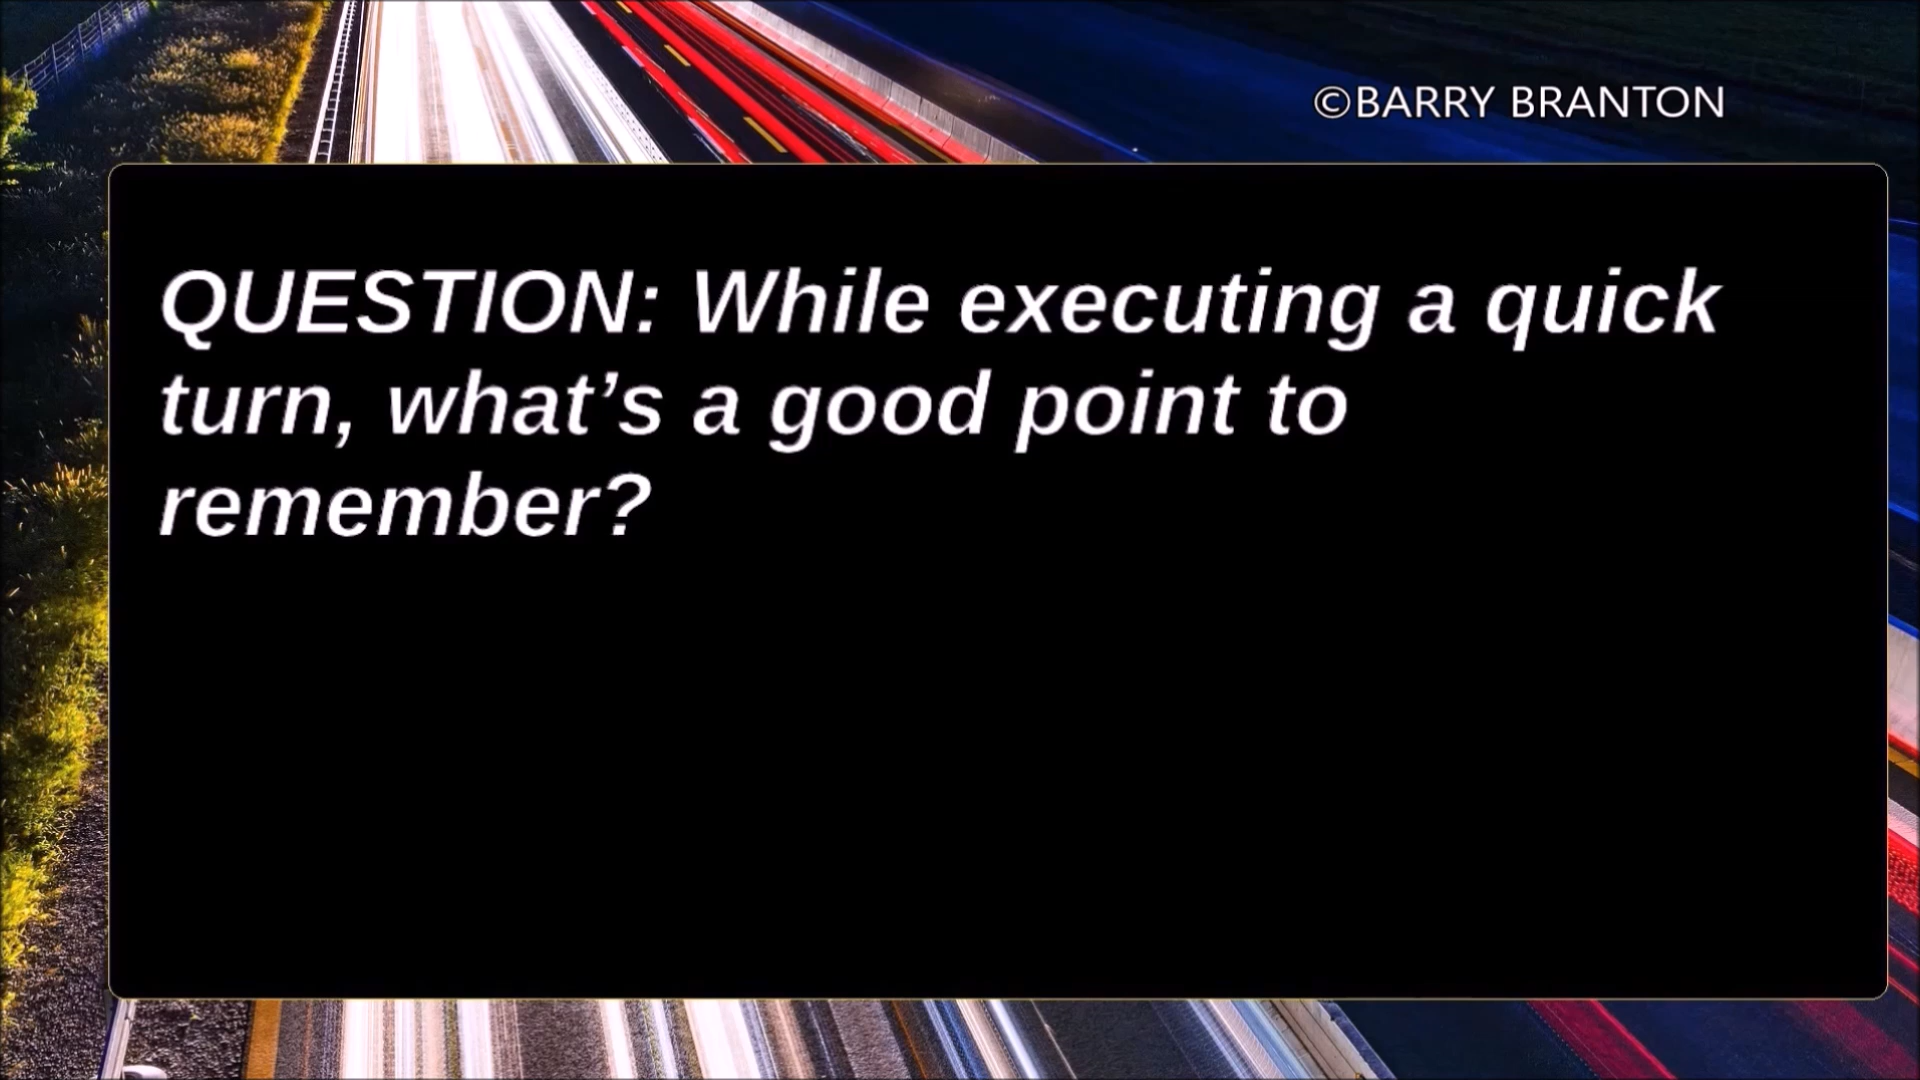 ©BARRY BRANTON
QUESTION: While executing a quick
turn, what’s a good point to
remember?